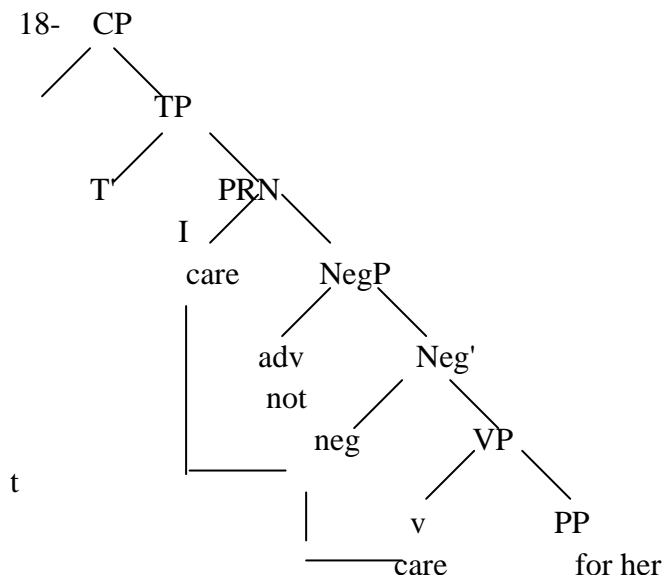 18- CP
TP
T' PRN
I
care NegP
adv Neg'
not
neg VP
t
v PP
care for her